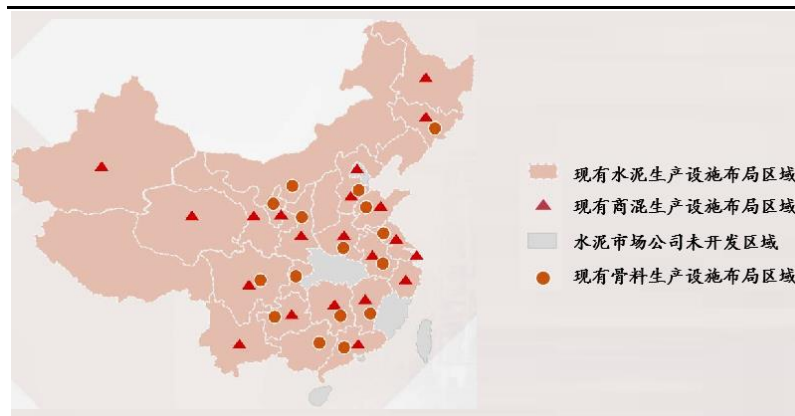 现有水泥生产设施布局区域
现有商混生产设施布局区域
水泥市场公司未开发区域
现有骨料生产设施布局区域